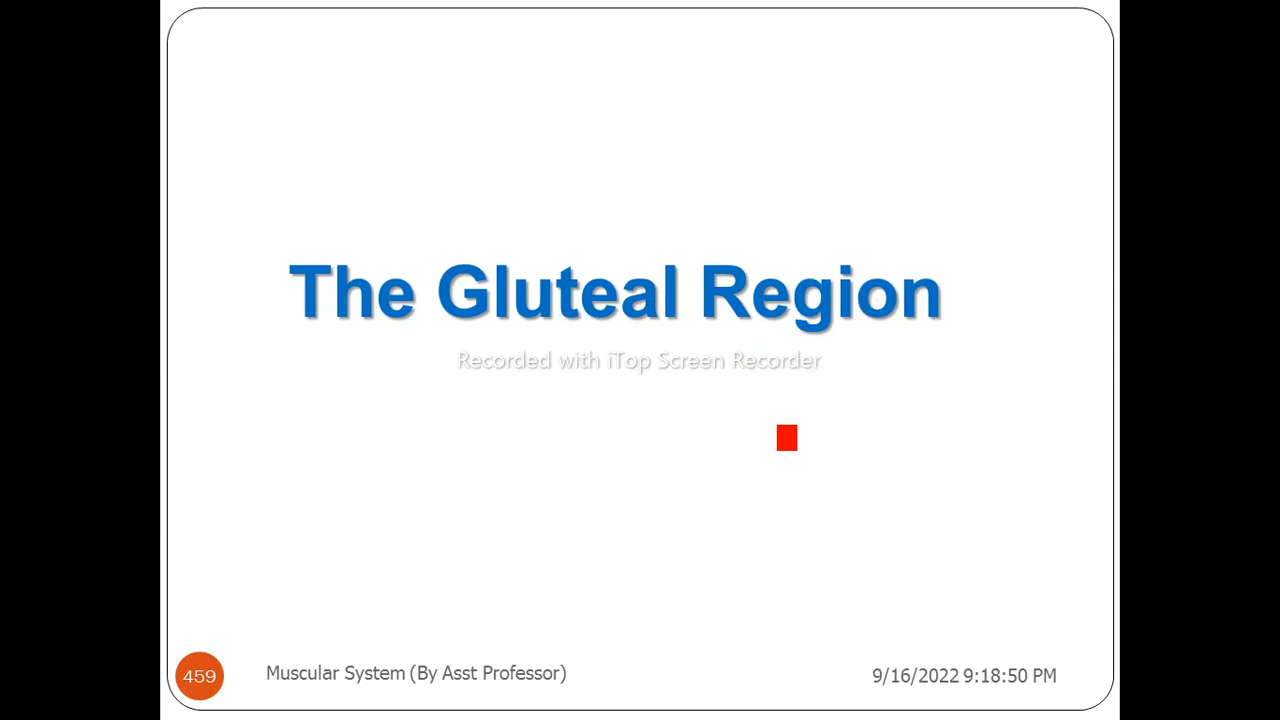 The Gluteal Region
Recorded with iTop Screen Recorder
459
Muscular System (By Asst Professor)
9/16/2022 9:18:50 PM